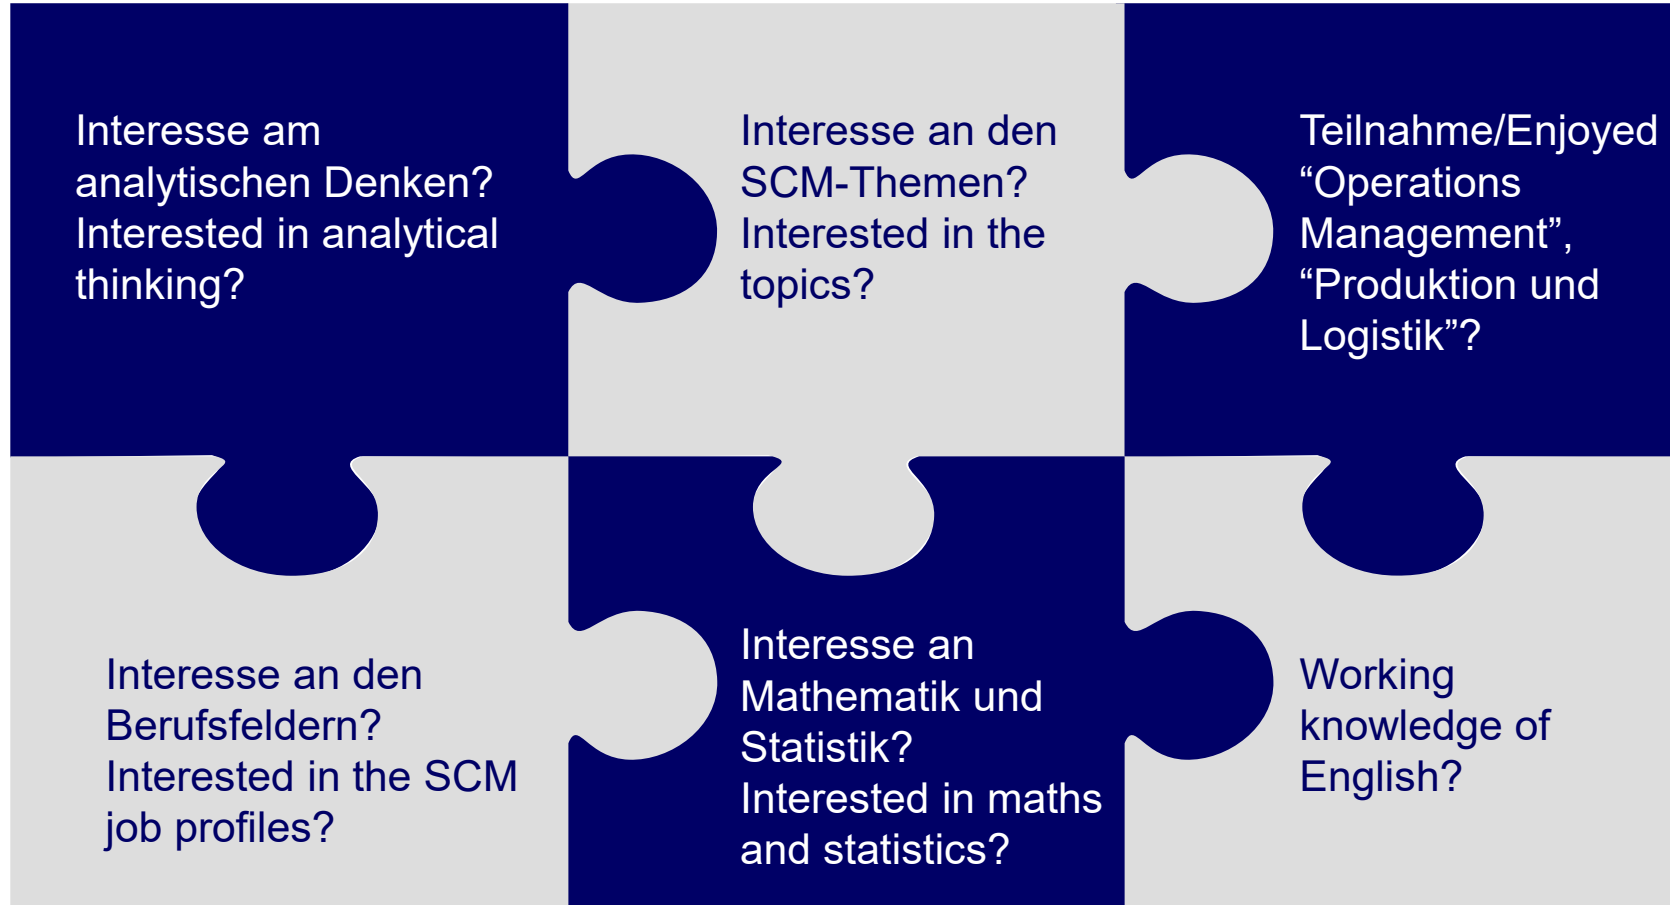 Interesse am
analytischen Denken?
Interested in analytical
thinking?
Interesse an den
SCM-Themen?
Interested in the
topics?
Teilnahme/Enjoyed
“Operations
Management”,
“Produktion und
Logistik”?
Interesse an den
Berufsfeldern?
Interested in the SCM
job profiles?
Interesse an
Mathematik und
Statistik?
Interested in maths
and statistics?
Working
knowledge of
English?